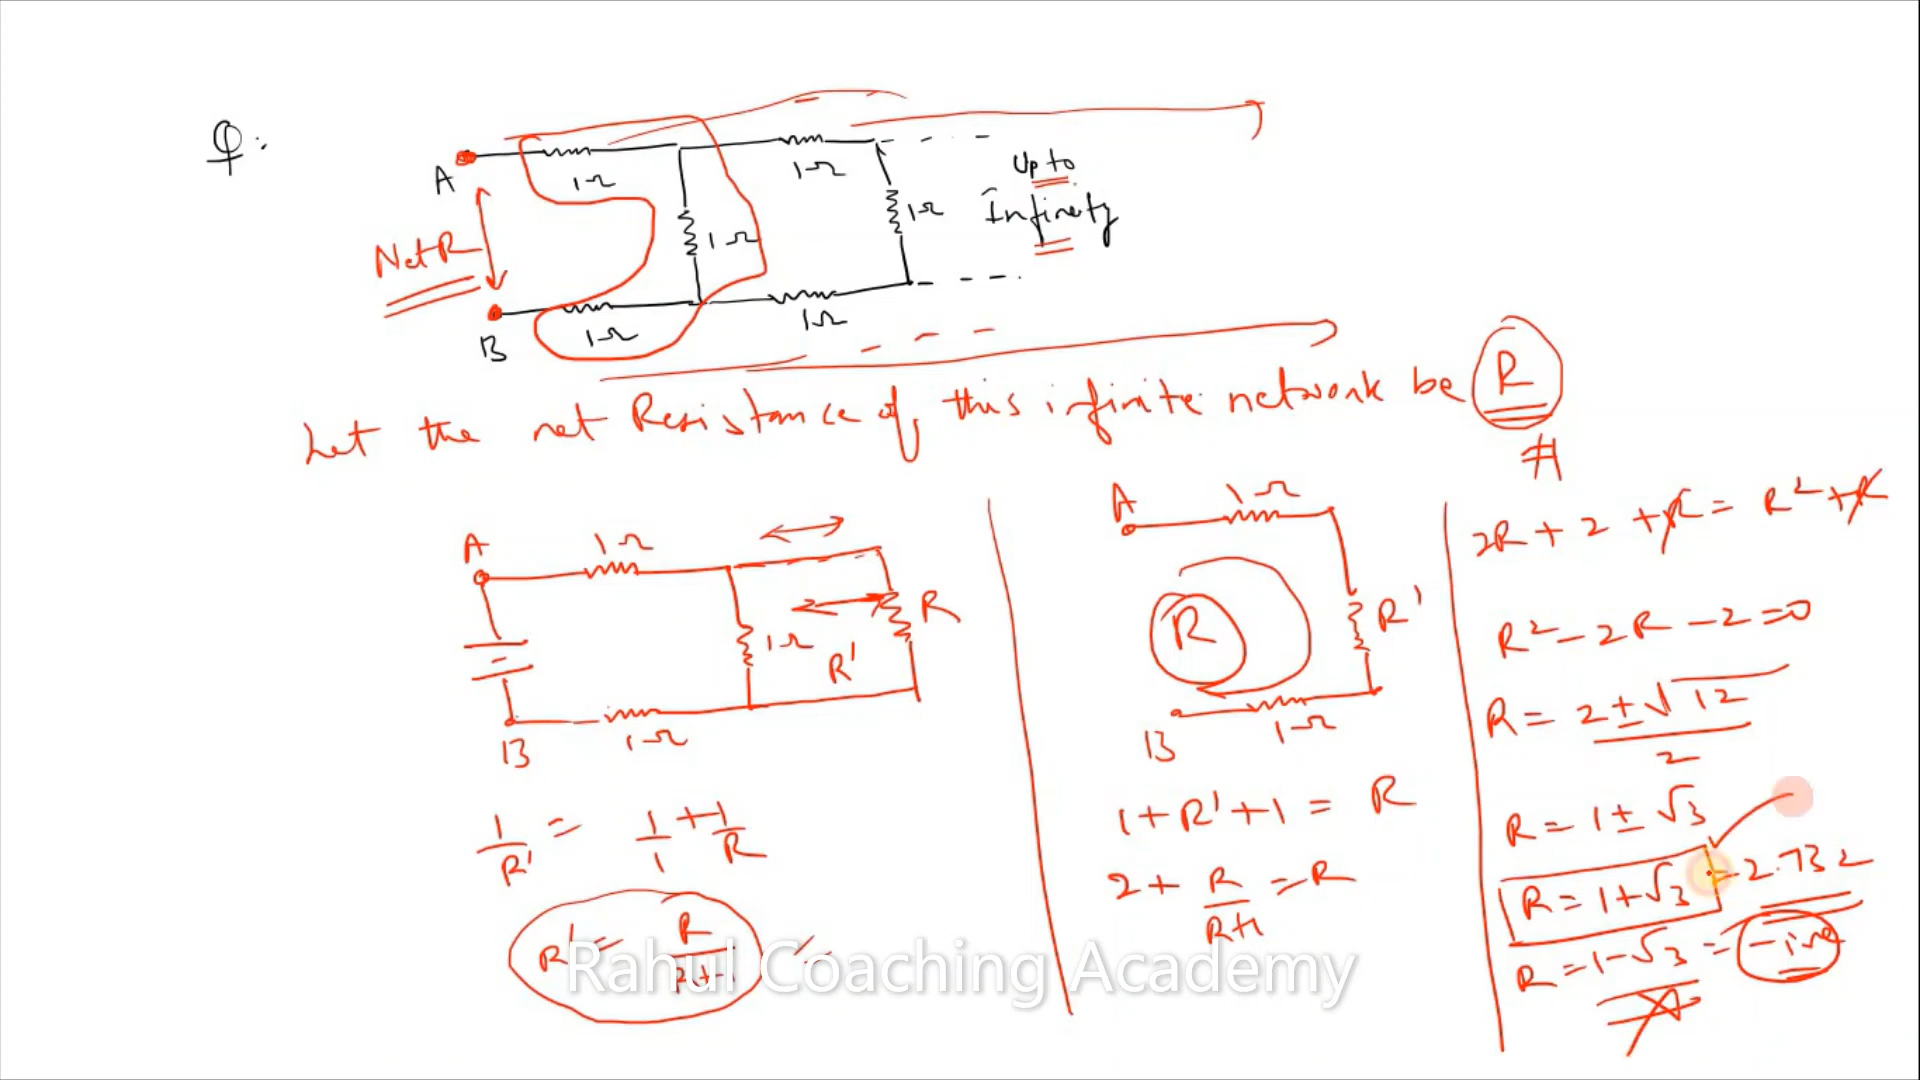 Q:
A
1Ω
1Ω
1Ω
1Ω
Up to
Infinety
Net R
B
1Ω
1Ω
Let the net Resistance of this infinite network be R
A
1Ω
1Ω
R'
R
B
1Ω
1/R' = 1/1 + 1/R
R' = R/R+1
A
1Ω
R
R'
B
1Ω
1+R'+1 = R
2 + R/R+1 = R
2R + 2 + R = R² + R
R² - 2R - 2 = 0
R = 2 ± √12 / 2
R = 1 ± √3
R = 1 + √3 = 2.732
R = 1 - √3 = -ive
Rahul Coaching Academy